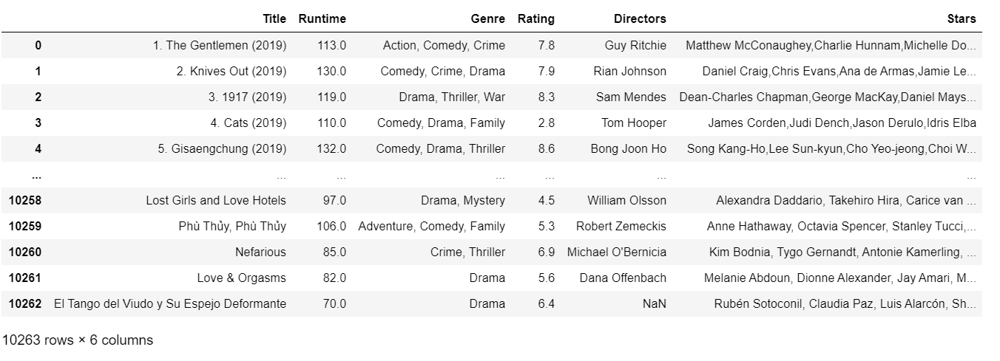 Title Runtime Genre Rating Directors Stars
0 1. The Gentlemen (2019) 113.0 Action, Comedy, Crime 7.8 Guy Ritchie Matthew McConaughey,Charlie Hunnam,Michelle Do...
1 2. Knives Out (2019) 130.0 Comedy, Crime, Drama 7.9 Rian Johnson Daniel Craig,Chris Evans,Ana de Armas,Jamie Le...
2 3. 1917 (2019) 119.0 Drama, Thriller, War 8.3 Sam Mendes Dean-Charles Chapman,George MacKay,Daniel Mays...
3 4. Cats (2019) 110.0 Comedy, Drama, Family 2.8 Tom Hooper James Corden,Judi Dench,Jason Derulo,Idris Elba
4 5. Gisaengchung (2019) 132.0 Comedy, Drama, Thriller 8.6 Bong Joon Ho Song Kang-Ho,Lee Sun-kyun,Cho Yeo-jeong,Choi W...
... ... ... ... ... ... ...
10258 Lost Girls and Love Hotels 97.0 Drama, Mystery 4.5 William Olsson Alexandra Daddario, Takehiro Hira, Carice van ...
10259 Phù Thủy, Phù Thủy 106.0 Adventure, Comedy, Family 5.3 Robert Zemeckis Anne Hathaway, Octavia Spencer, Stanley Tucci,...
10260 Nefarious 85.0 Crime, Thriller 6.9 Michael O'Bernicia Kim Bodnia, Tygo Gernandt, Antonie Kamerling, ...
10261 Love & Orgasms 82.0 Drama 5.6 Dana Offenbach Melanie Abdoun, Dionne Alexander, Jay Amari, M...
10262 El Tango del Viudo y Su Espejo Deformante 70.0 Drama 6.4 NaN Rubén Sotoconil, Claudia Paz, Luis Alarcón, Sh...
10263 rows × 6 columns